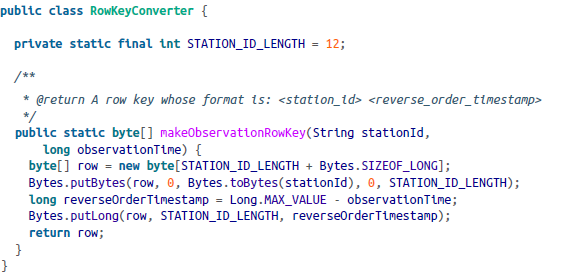 public class RowKeyConverter {
private static final int STATION_ID_LENGTH = 12;
/**
* @return A row key whose format is: <station_id> <reverse_order_timestamp>
*/
public static byte[] makeObservationRowKey(String stationId,
long observationTime) {
byte[] row = new byte[STATION_ID_LENGTH + Bytes.SIZEOF_LONG];
Bytes.putBytes(row, 0, Bytes.toBytes(stationId), 0, STATION_ID_LENGTH);
long reverseOrderTimestamp = Long.MAX_VALUE - observationTime;
Bytes.putLong(row, STATION_ID_LENGTH, reverseOrderTimestamp);
return row;
}
}